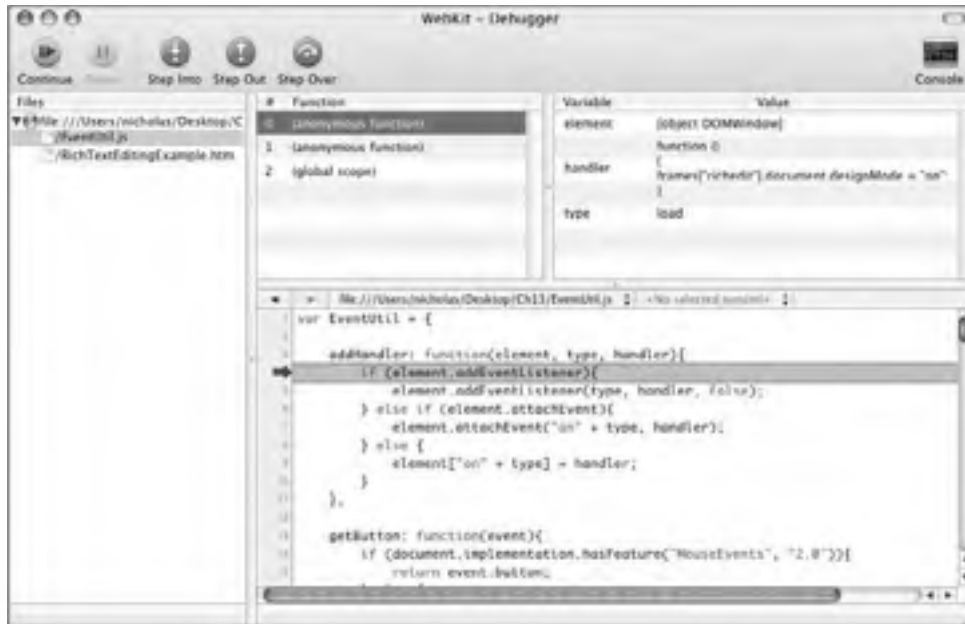 WebKit – Debugger
Continue Pause Step Into Step Out Step Over Console
Files
file:///Users/nicholas/Desktop/C
/EventUtil.js
/RichTextEditingExample.htm
# Function
0 (anonymous function)
1 (anonymous function)
2 (global scope)
Variable Value
element [object DOMWindow]
handler function ()
{
frames["richedit"].document.designMode = "on"
}
type load
file:///Users/nicholas/Desktop/Ch13/EventUtil.js <No selected symbol>
var EventUtil = {
addHandler: function(element, type, handler){
if (element.addEventListener){
element.addEventListener(type, handler, false);
} else if (element.attachEvent){
element.attachEvent("on" + type, handler);
} else {
element["on" + type] = handler;
}
},
getButton: function(event){
if (document.implementation.hasFeature("MouseEvents", "2.0")){
return event.button;